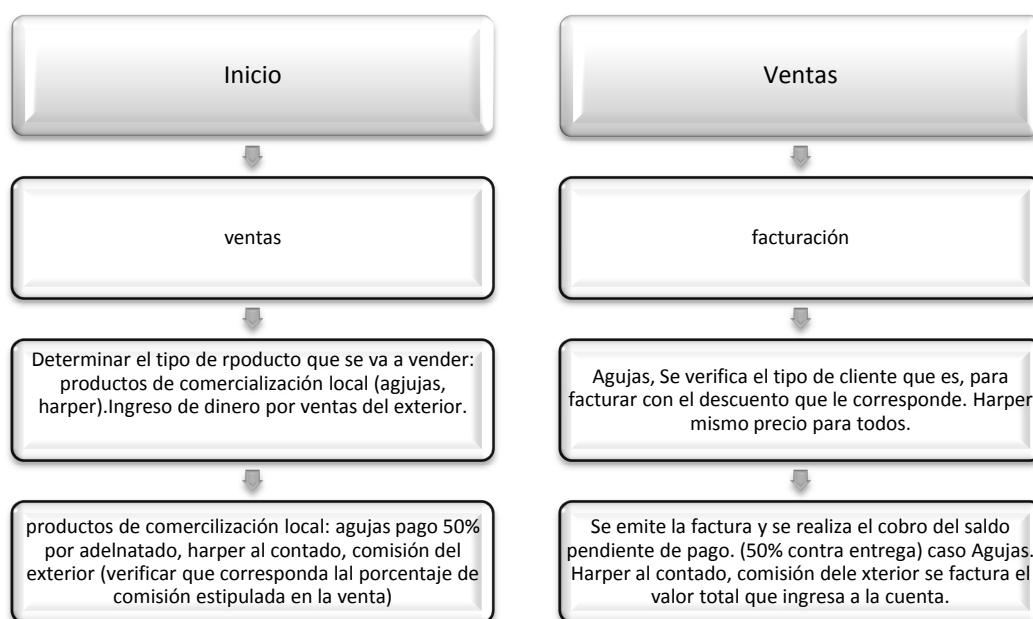 Inicio
ventas
Determinar el tipo de rpoducto que se va a vender:
productos de comercialización local (agjujas,
harper).Ingreso de dinero por ventas del exterior.
productos de comercilización local: agujas pago 50%
por adelnatado, harper al contado, comisión del
exterior (verificar que corresponda lal porcentaje de
comisión estipulada en la venta)
Ventas
facturación
Agujas, Se verifica el tipo de cliente que es, para
facturar con el descuento que le corresponde. Harper
mismo precio para todos.
Se emite la factura y se realiza el cobro del saldo
pendiente de pago. (50% contra entrega) caso Agujas.
Harper al contado, comisión dele xterior se factura el
valor total que ingresa a la cuenta.